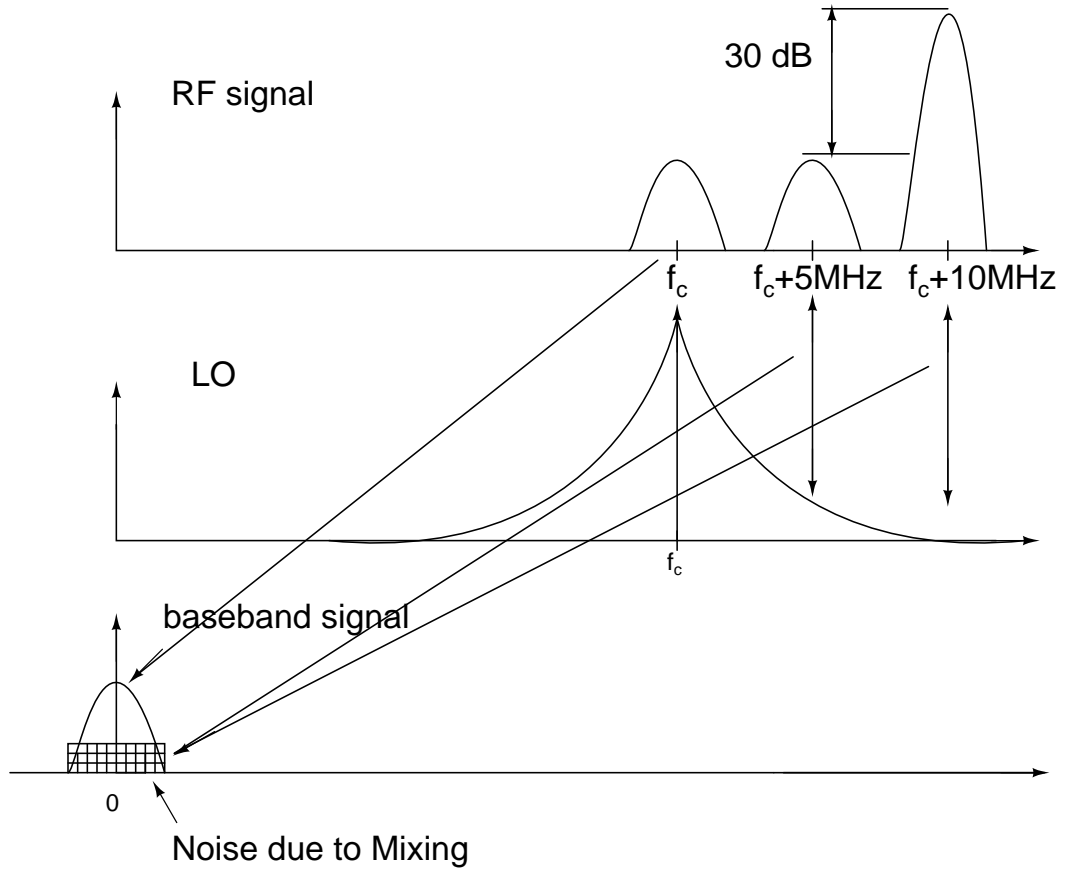 30 dB
RF signal
f_c
f_c+5MHz
f_c+10MHz
LO
f_c
baseband signal
0
Noise due to Mixing